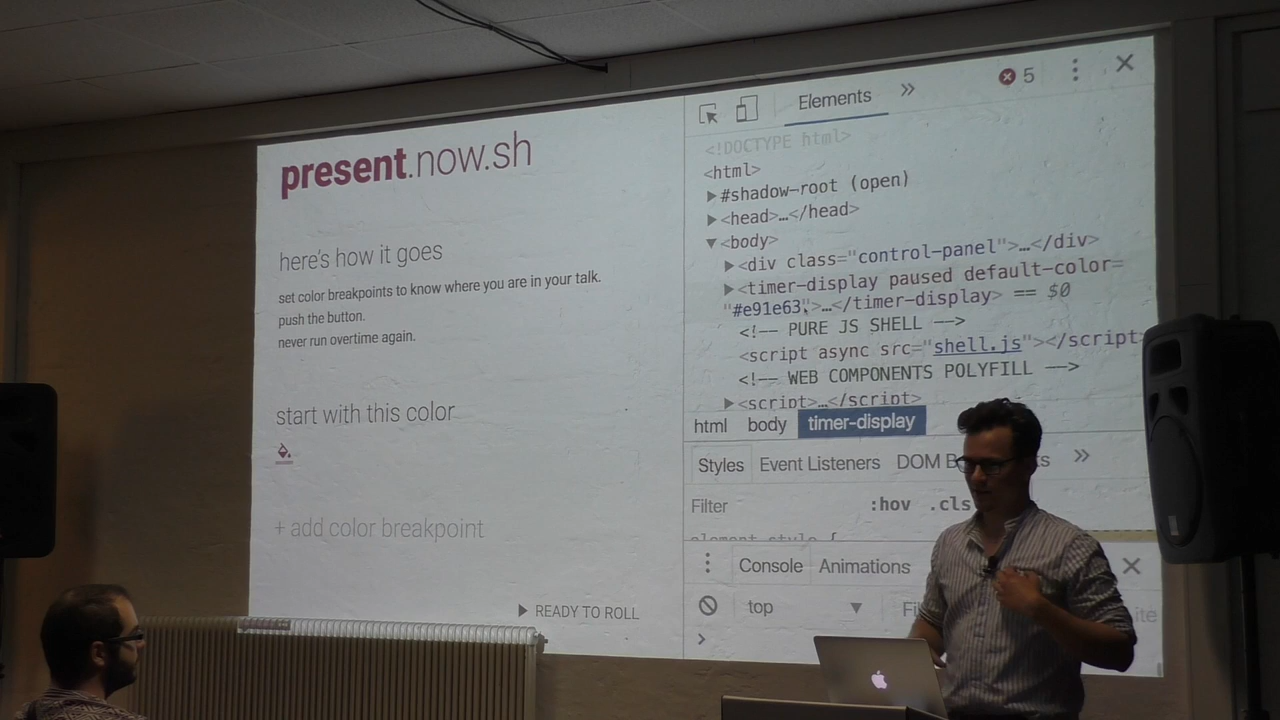 present.now.sh
here's how it goes
set color breakpoints to know where you are in your talk.
push the button.
never run overtime again.
start with this color
+ add color breakpoint
▶ READY TO ROLL
Elements » 5
<!DOCTYPE html>
<html>
▶#shadow-root (open)
▶<head>…</head>
▼<body>
▶<div class="control-panel">…</div>
▶<timer-display paused default-color=
"#e91e63">…</timer-display> == $0
<!-- PURE JS SHELL -->
<script async src="shell.js"></script>
<!-- WEB COMPONENTS POLYFILL -->
▶<script>…</script>
html body timer-display
Styles Event Listeners DOM »
Filter :hov .cls
element.style {
Console Animations
top ▼